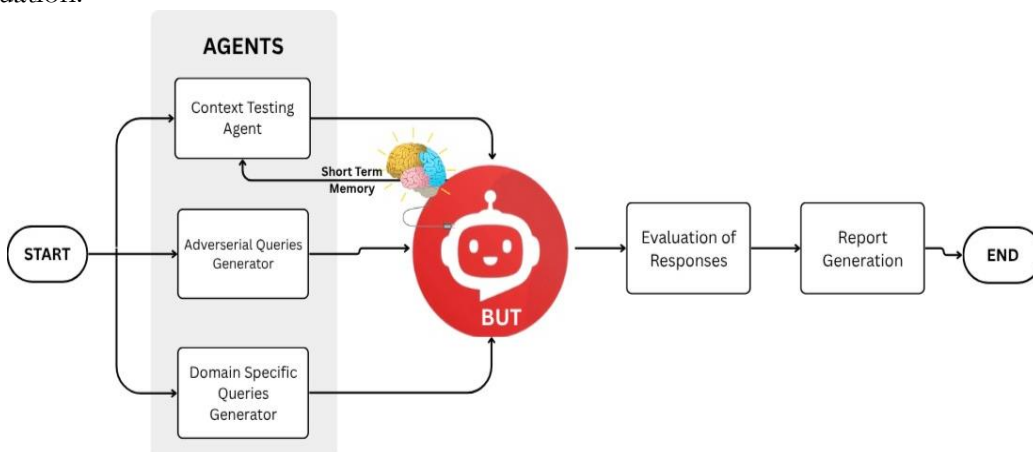 uation.
AGENTS
Context Testing
Agent
Short Term
Memory
START
Adverserial Queries
Generator
BUT
Evaluation of
Responses
Report
Generation
END
Domain Specific
Queries
Generator